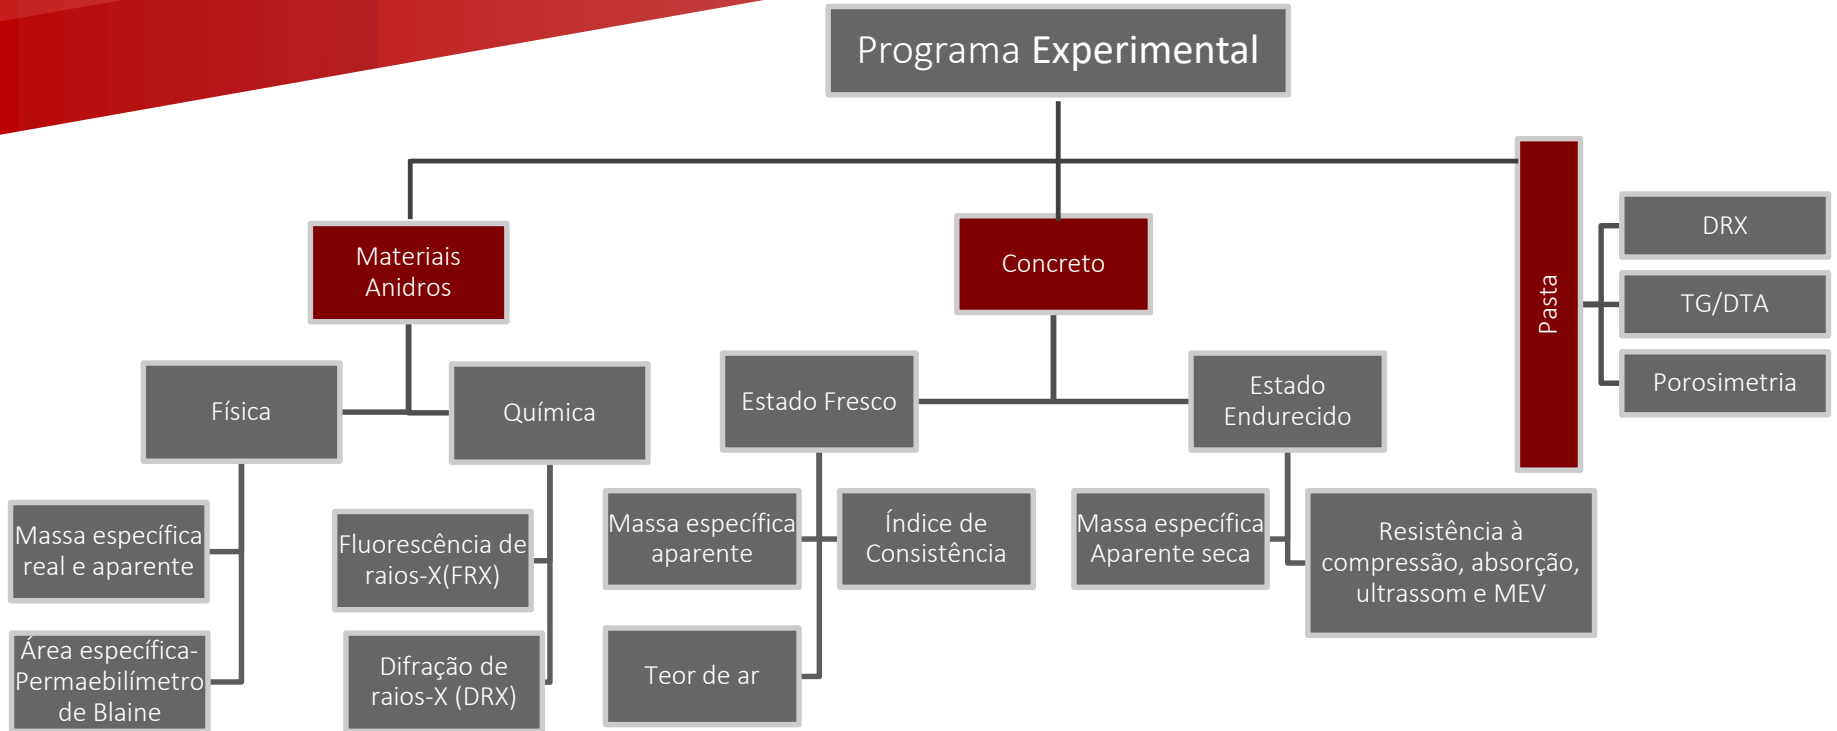 Programa Experimental
Materiais
Anidros
Concreto
Pasta
DRX
TG/DTA
Porosimetria
Física
Química
Estado Fresco
Estado
Endurecido
Massa específica
real e aparente
Área específica-
Permaebilímetro
de Blaine
Fluorescência de
raios-X(FRX)
Difração de
raios-X (DRX)
Massa específica
aparente
Índice de
Consistência
Teor de ar
Massa específica
Aparente seca
Resistência à
compressão, absorção,
ultrassom e MEV